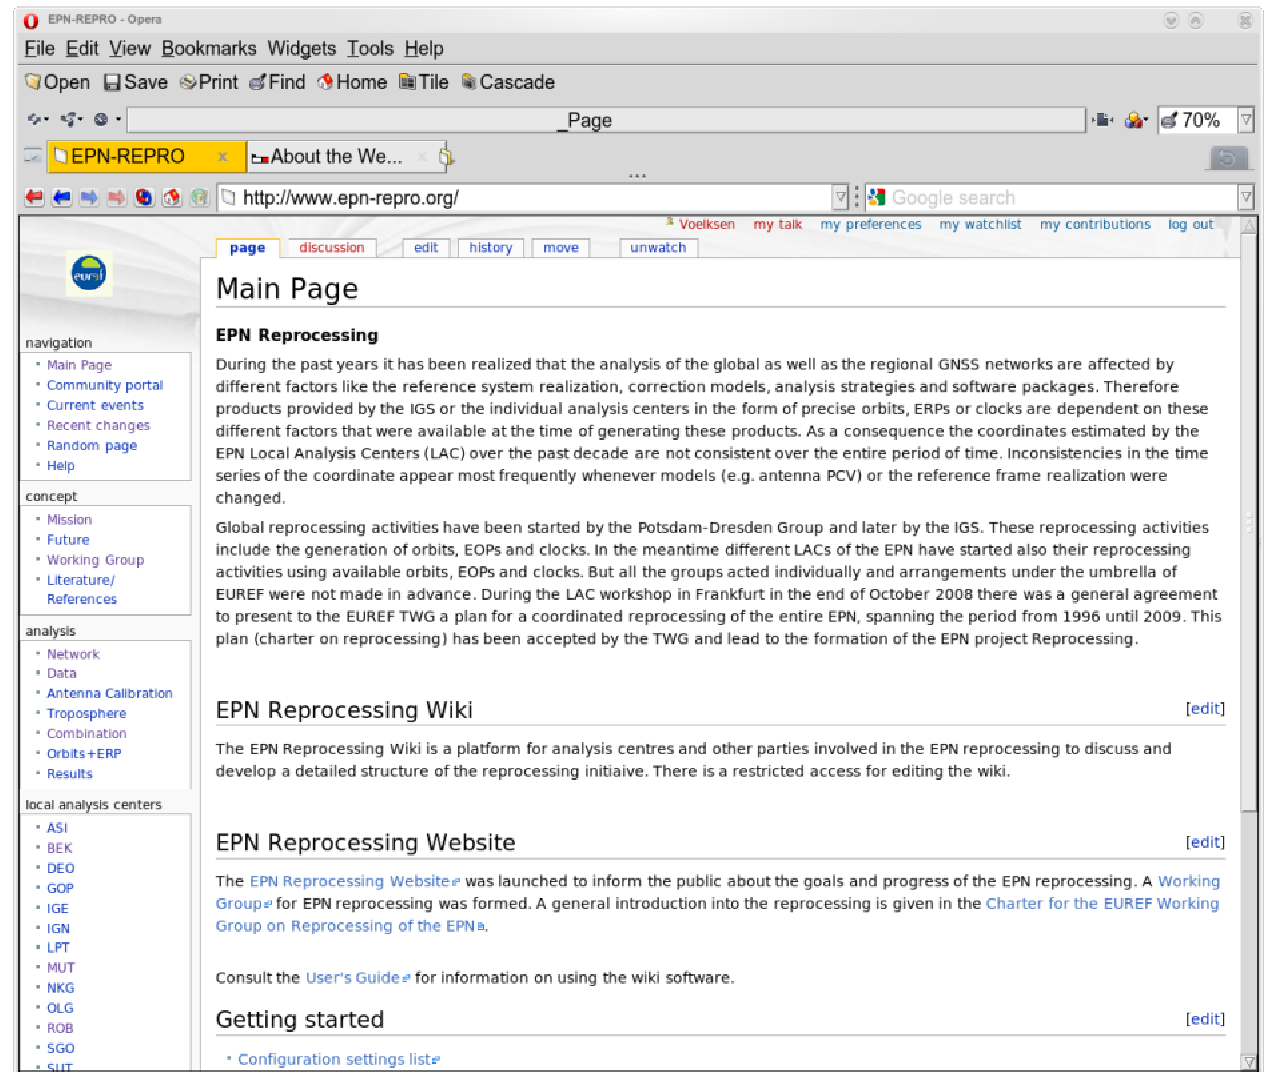 EPN-REPRO - Opera
File Edit View Bookmarks Widgets Tools Help
Open Save Print Find Home Tile Cascade
_Page 70%
EPN-REPRO x About the We... x
http://www.epn-repro.org/ Google search
Voelksen my talk my preferences my watchlist my contributions log out
page discussion edit history move unwatch
euref
Main Page
EPN Reprocessing
During the past years it has been realized that the analysis of the global as well as the regional GNSS networks are affected by
different factors like the reference system realization, correction models, analysis strategies and software packages. Therefore
products provided by the IGS or the individual analysis centers in the form of precise orbits, ERPs or clocks are dependent on these
different factors that were available at the time of generating these products. As a consequence the coordinates estimated by the
EPN Local Analysis Centers (LAC) over the past decade are not consistent over the entire period of time. Inconsistencies in the time
series of the coordinate appear most frequently whenever models (e.g. antenna PCV) or the reference frame realization were
changed.
Global reprocessing activities have been started by the Potsdam-Dresden Group and later by the IGS. These reprocessing activities
include the generation of orbits, EOPs and clocks. In the meantime different LACs of the EPN have started also their reprocessing
activities using available orbits, EOPs and clocks. But all the groups acted individually and arrangements under the umbrella of
EUREF were not made in advance. During the LAC workshop in Frankfurt in the end of October 2008 there was a general agreement
to present to the EUREF TWG a plan for a coordinated reprocessing of the entire EPN, spanning the period from 1996 until 2009. This
plan (charter on reprocessing) has been accepted by the TWG and lead to the formation of the EPN project Reprocessing.
EPN Reprocessing Wiki [edit]
The EPN Reprocessing Wiki is a platform for analysis centres and other parties involved in the EPN reprocessing to discuss and
develop a detailed structure of the reprocessing initiaive. There is a restricted access for editing the wiki.
EPN Reprocessing Website [edit]
The EPN Reprocessing Website was launched to inform the public about the goals and progress of the EPN reprocessing. A Working
Group for EPN reprocessing was formed. A general introduction into the reprocessing is given in the Charter for the EUREF Working
Group on Reprocessing of the EPN.
Consult the User's Guide for information on using the wiki software.
Getting started [edit]
Configuration settings list
navigation
Main Page
Community portal
Current events
Recent changes
Random page
Help
concept
Mission
Future
Working Group
Literature/
References
analysis
Network
Data
Antenna Calibration
Troposphere
Combination
Orbits+ERP
Results
local analysis centers
ASI
BEK
DEO
GOP
IGE
IGN
LPT
MUT
NKG
OLG
ROB
SGO
SUT